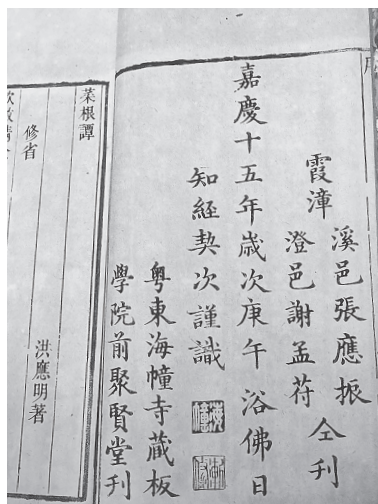 霞漳
溪邑張應振
澄邑謝孟荇
仝刊
嘉慶十五年歲次庚午浴佛日
知經契次謹識
粵東海幢寺藏板
學院前聚賢堂刊
菜根譚
洪應明著
修省